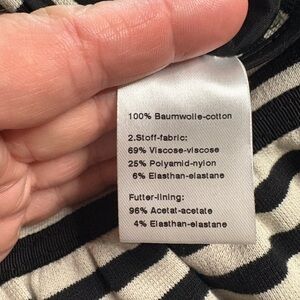 100% Baumwolle-cotton
2.Stoff-fabric:
69% Viscose-viscose
25% Polyamid-nylon
6% Elasthan-elastane
Futter-lining:
96% Acetat-acetate
4% Elasthan-elastane